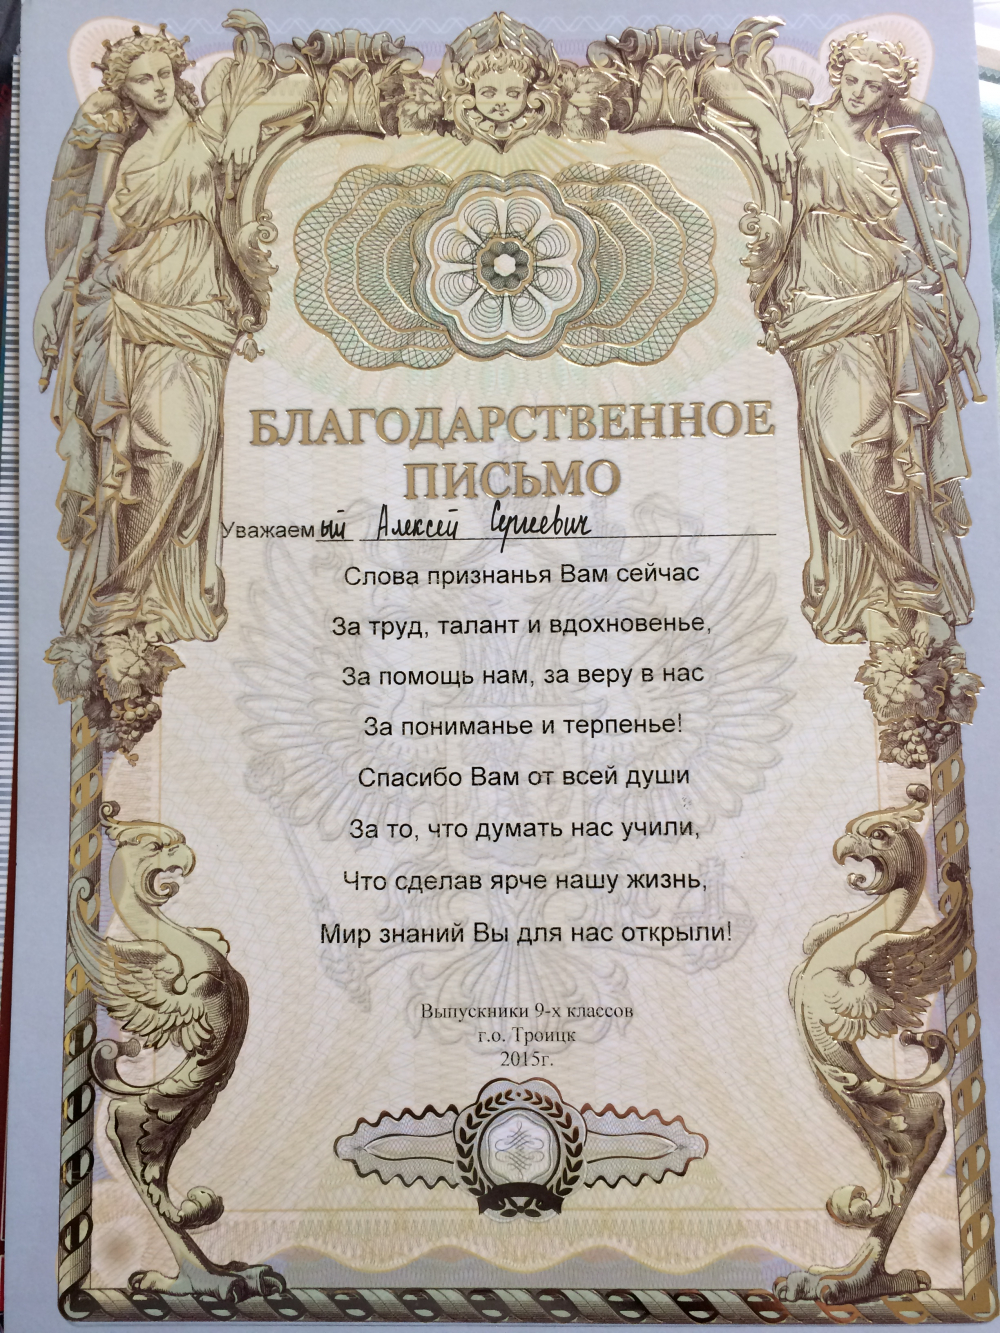 БЛАГОДАРСТВЕННОЕ
ПИСЬМО
Уважаемый Алексей Сергеевич
Слова признанья Вам сейчас
За труд, талант и вдохновенье,
За помощь нам, за веру в нас
За пониманье и терпенье!
Спасибо Вам от всей души
За то, что думать нас учили,
Что сделав ярче нашу жизнь,
Мир знаний Вы для нас открыли!
Выпускники 9-х классов
г.о. Троицк
2015г.